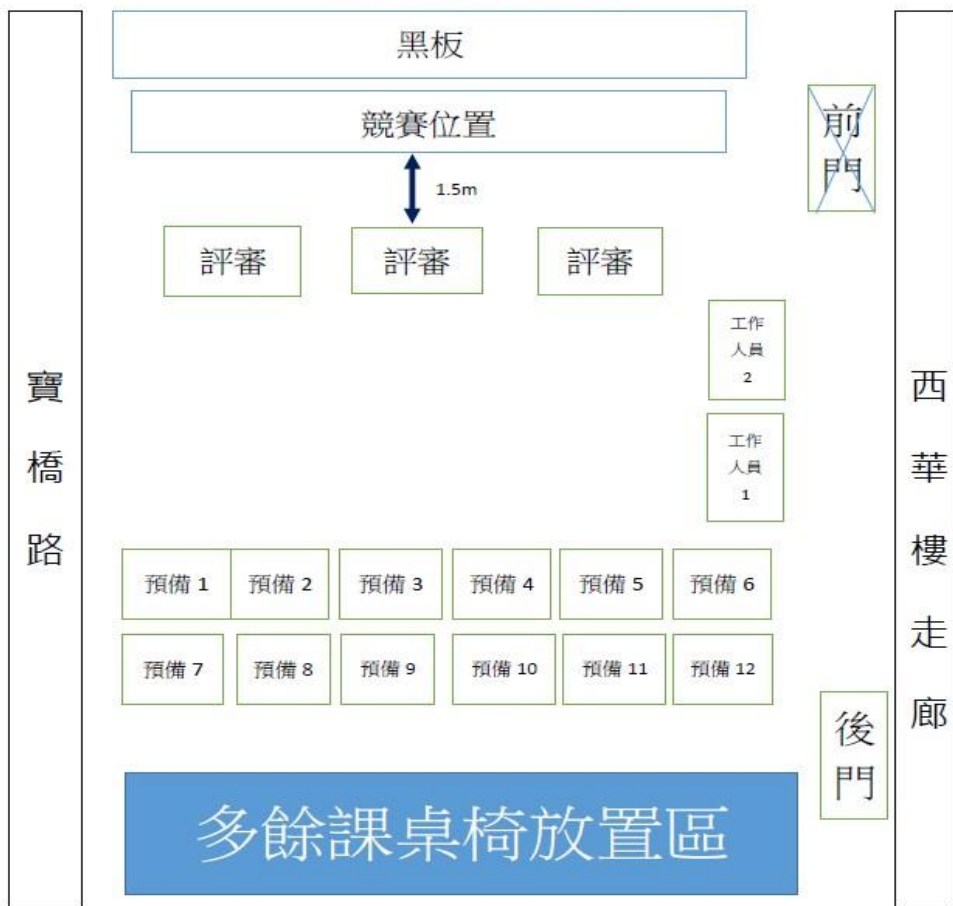 黑板
競賽位置
1.5m
前門
評審
評審
評審
工作
人員
2
工作
人員
1
寶橋路
西華樓走廊
預備 1
預備 2
預備 3
預備 4
預備 5
預備 6
預備 7
預備 8
預備 9
預備 10
預備 11
預備 12
後門
多餘課桌椅放置區